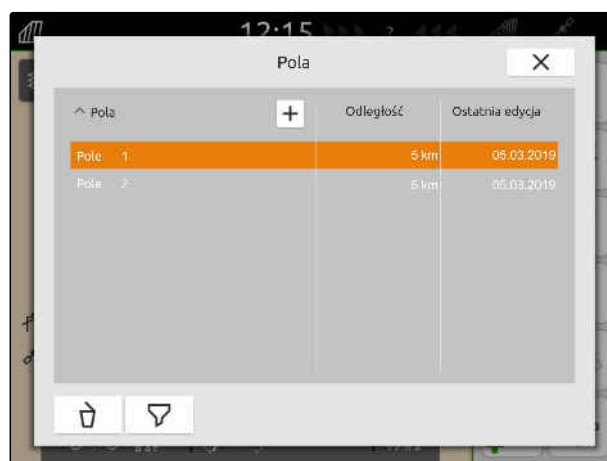 12:15
?
Pola
^ Pola + Odległość Ostatnia edycja
Pole 1 5 km 05.03.2019
Pole 2 5 km 05.03.2019